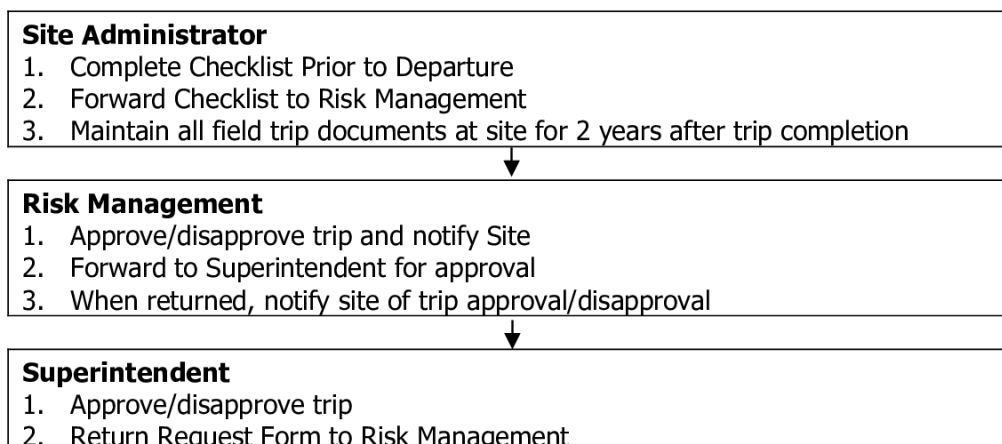 Site Administrator
1. Complete Checklist Prior to Departure
2. Forward Checklist to Risk Management
3. Maintain all field trip documents at site for 2 years after trip completion
Risk Management
1. Approve/disapprove trip and notify Site
2. Forward to Superintendent for approval
3. When returned, notify site of trip approval/disapproval
Superintendent
1. Approve/disapprove trip
2. Return Request Form to Risk Management